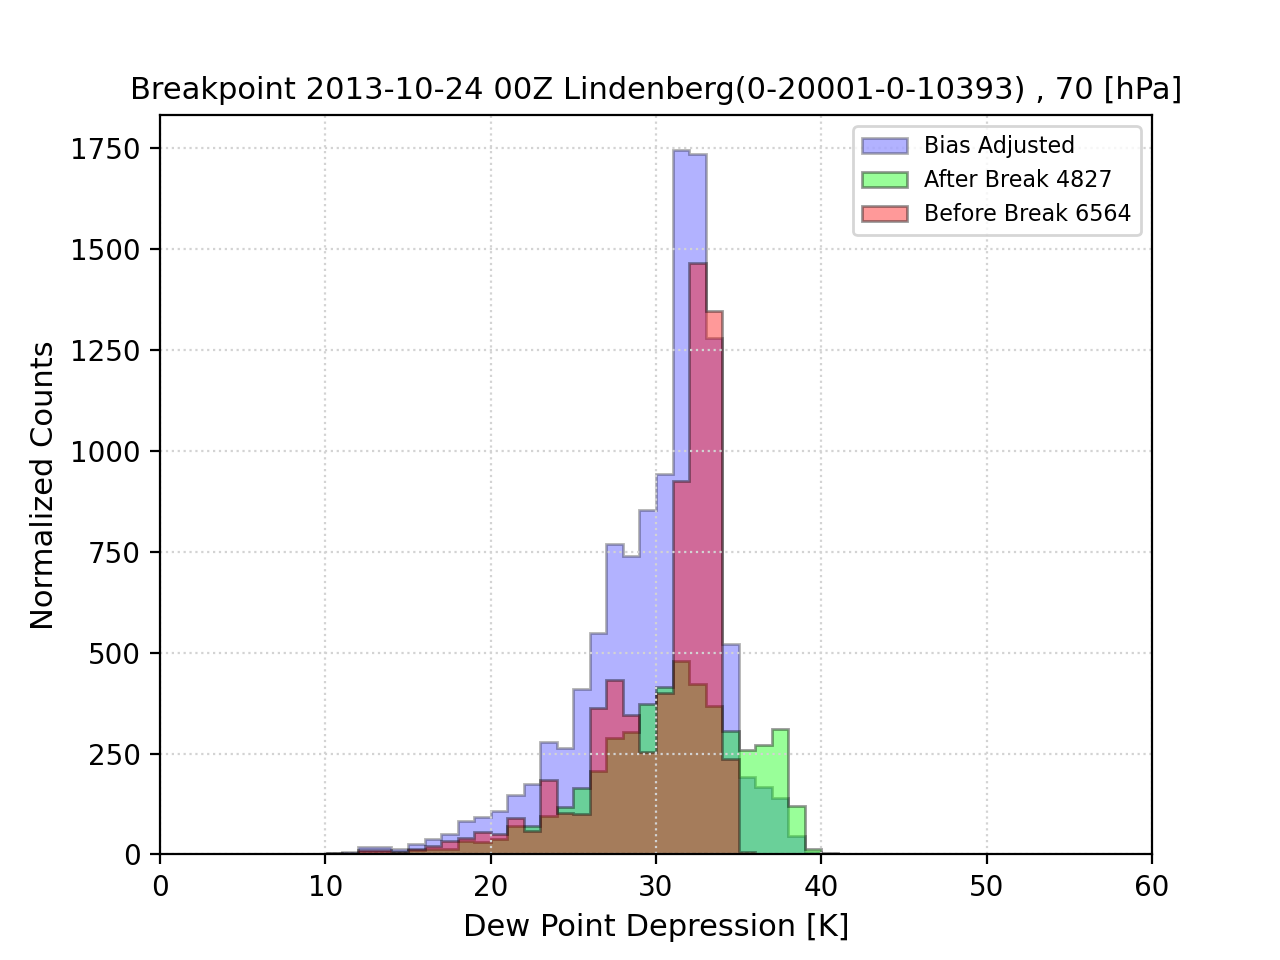 Breakpoint 2013-10-24 00Z Lindenberg(0-20001-0-10393) , 70 [hPa]
Bias Adjusted
After Break 4827
Before Break 6564
Normalized Counts
1750
1500
1250
1000
750
500
250
0
0 10 20 30 40 50 60
Dew Point Depression [K]